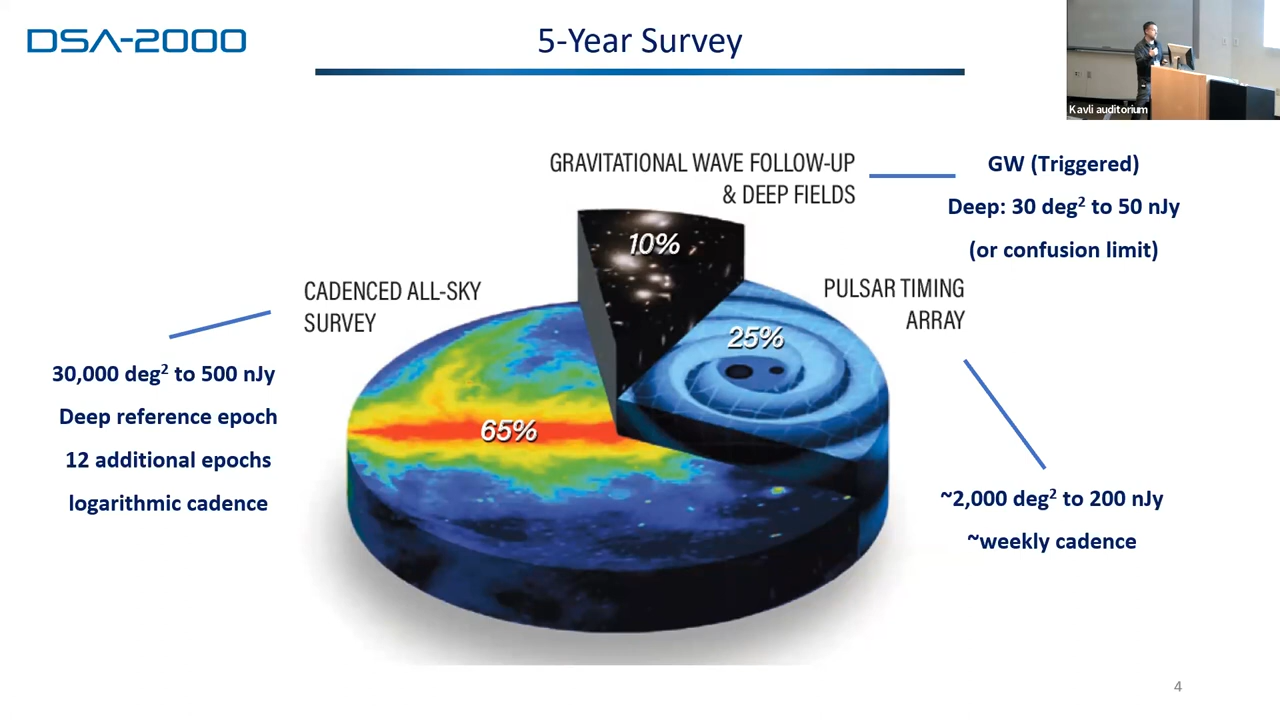 DSA-2000
5-Year Survey
Kavli auditorium
GRAVITATIONAL WAVE FOLLOW-UP
& DEEP FIELDS
GW (Triggered)
Deep: 30 deg² to 50 nJy
(or confusion limit)
10%
CADENCED ALL-SKY
SURVEY
PULSAR TIMING
ARRAY
25%
30,000 deg² to 500 nJy
Deep reference epoch
12 additional epochs
logarithmic cadence
65%
~2,000 deg² to 200 nJy
~weekly cadence
4